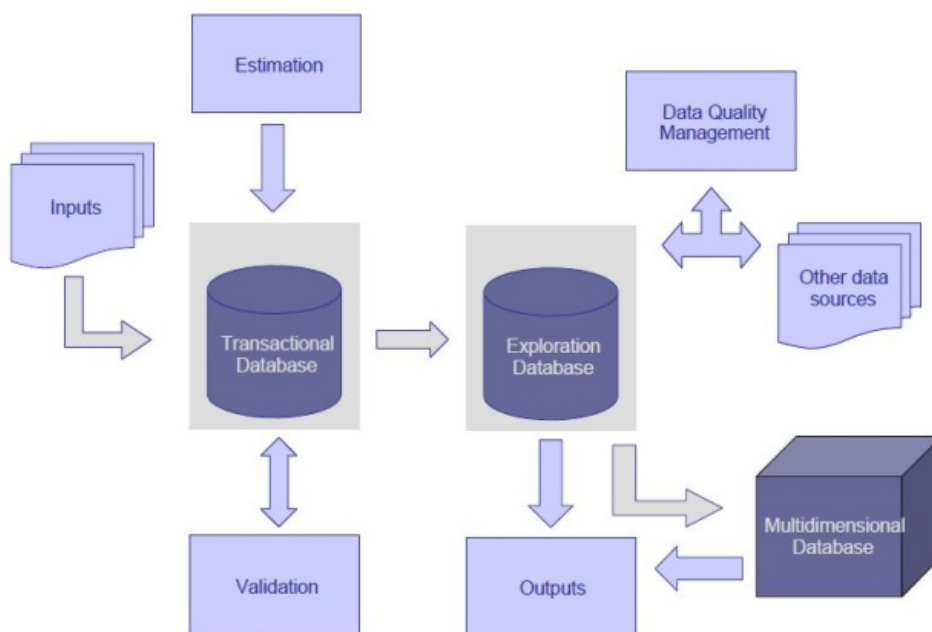 Estimation
Data Quality
Management
Inputs
Other data
sources
Transactional
Database
Exploration
Database
Multidimensional
Database
Validation
Outputs